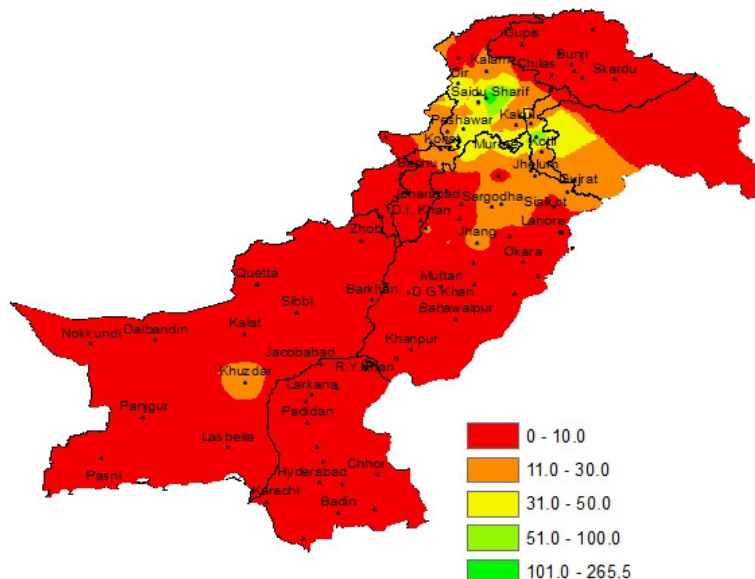 Gupis
Kalam
Bunji
Chilas
Dir
Skardu
Saidu Sharif
Peshawar
Kakul
Kohat
Murree
Kotli
Bannu
Jhelum
Joharabad
Sargodha
Sialkot
D.I. Khan
Lahore
Zhob
Jhang
Okara
Quetta
Multan
Barkhan
D G Khan
Sibbi
Bahawalpur
Nokkundi
Dalbandin
Kalat
Khanpur
Jacobabad
R.Y.Khan
Khuzdar
Larkana
Panjgur
Padidan
Lasbella
Pasni
Hyderabad
Chhor
Karachi
Badin
0 - 10.0
11.0 - 30.0
31.0 - 50.0
51.0 - 100.0
101.0 - 265.5